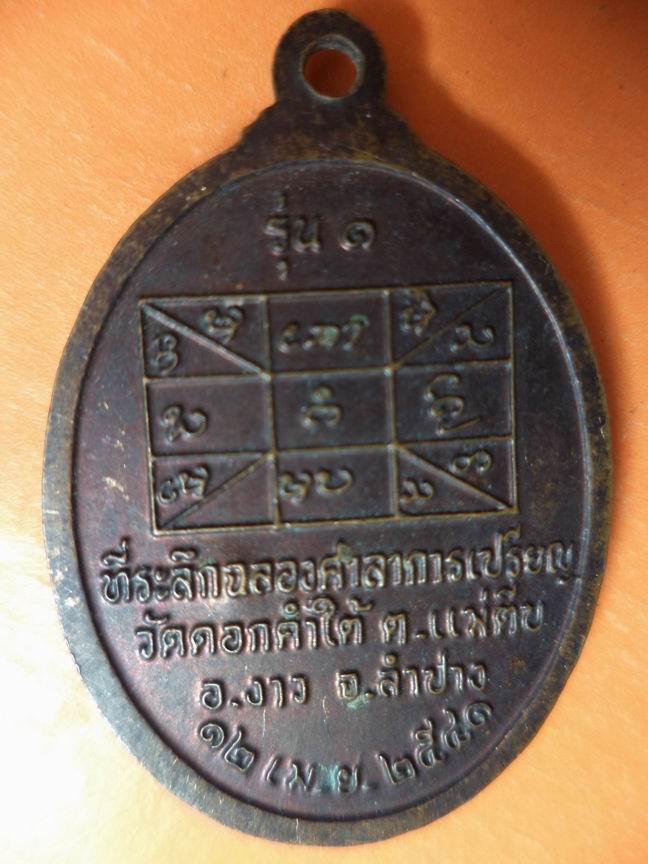 รุ่น ๑
ที่ระลึกฉลองศาลาการเปรียญ
วัดดอกคำใต้ ต.แม่ตีบ
อ.งาว จ.ลำปาง
๑๒ เม.ย. ๒๕๔๑